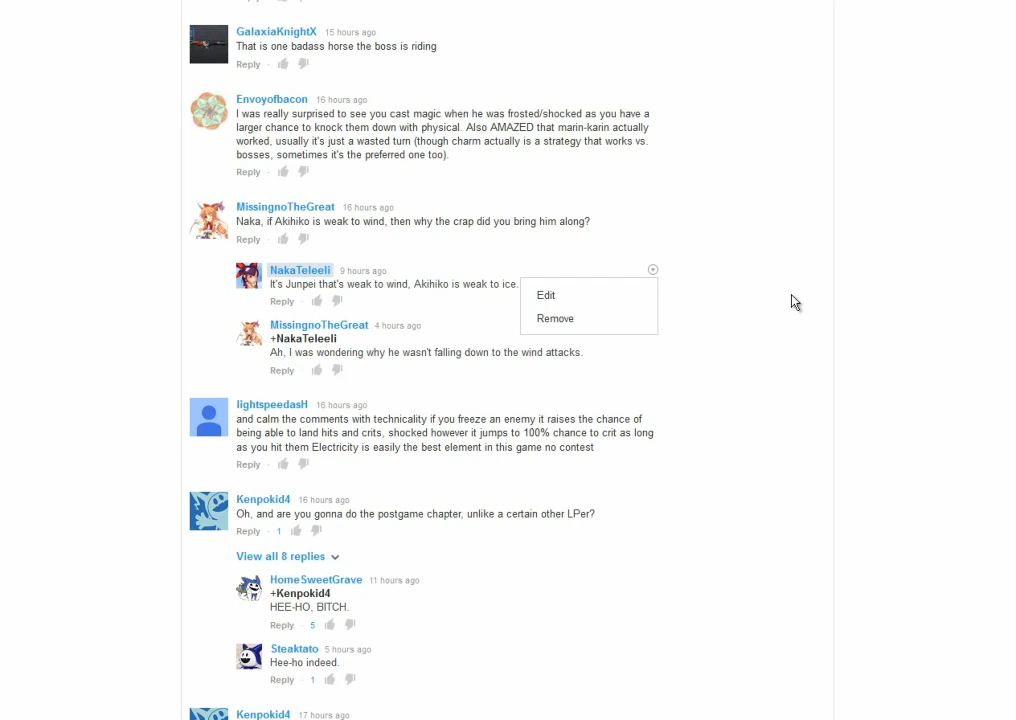 GalaxiaKnightX 15 hours ago
That is one badass horse the boss is riding
Reply ·
Envoyofbacon 16 hours ago
I was really surprised to see you cast magic when he was frosted/shocked as you have a
larger chance to knock them down with physical. Also AMAZED that marin-karin actually
worked, usually it's just a wasted turn (though charm actually is a strategy that works vs.
bosses, sometimes it's the preferred one too).
Reply ·
MissingnoTheGreat 16 hours ago
Naka, if Akihiko is weak to wind, then why the crap did you bring him along?
Reply ·
NakaTeleeli 9 hours ago
It's Junpei that's weak to wind, Akihiko is weak to ice.
Edit
Reply ·
Remove
MissingnoTheGreat 4 hours ago
+NakaTeleeli
Ah, I was wondering why he wasn't falling down to the wind attacks.
Reply ·
lightspeedasH 16 hours ago
and calm the comments with technicality if you freeze an enemy it raises the chance of
being able to land hits and crits, shocked however it jumps to 100% chance to crit as long
as you hit them Electricity is easily the best element in this game no contest
Reply ·
Kenpokid4 16 hours ago
Oh, and are you gonna do the postgame chapter, unlike a certain other LPer?
Reply · 1
View all 8 replies
HomeSweetGrave 11 hours ago
+Kenpokid4
HEE-HO, BITCH.
Reply · 5
Steaktato 5 hours ago
Hee-ho indeed.
Reply · 1
Kenpokid4 17 hours ago